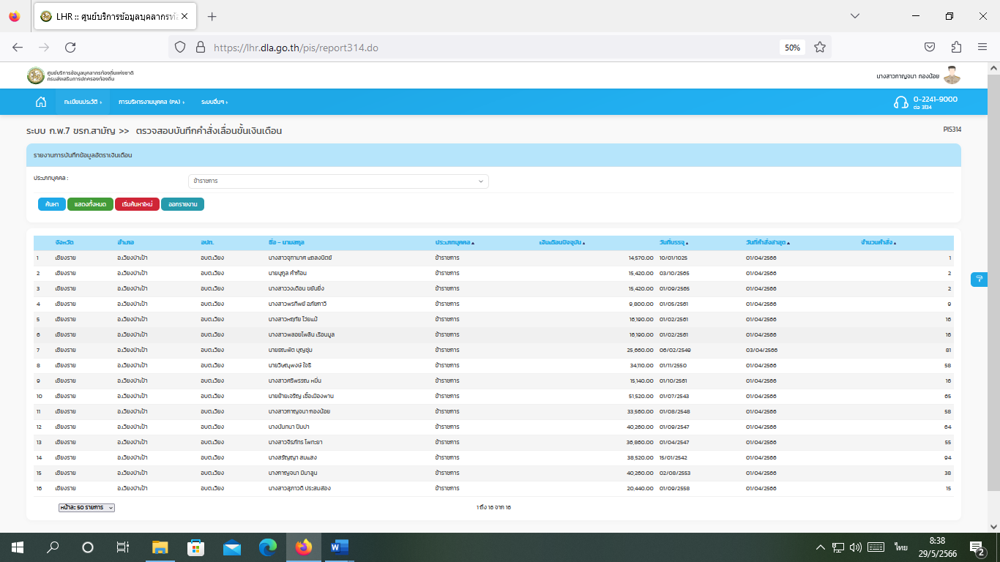 LHR :: ศูนย์บริการข้อมูลบุคลากรท้
https://lhr.dla.go.th/pis/report314.do
50%
ศูนย์บริการข้อมูลบุคลากรท้องถิ่นแห่งชาติ
กรมส่งเสริมการปกครองท้องถิ่น
นางสาวกาญจนา กองน้อย
ทะเบียนประวัติ
การบริหารงานบุคคล (PA)
ระบบอื่นๆ
0-2241-9000
ต่อ 3134
ระบบ ก.พ.7 ขรก.สามัญ >> ตรวจสอบบันทึกคำสั่งเลื่อนขั้นเงินเดือน
PIS314
รายงานการบันทึกข้อมูลอัตราเงินเดือน
ประเภทบุคคล :
ข้าราชการ
ค้นหา แสดงทั้งหมด เริ่มค้นหาใหม่ ออกรายงาน
จังหวัด อำเภอ อปท. ชื่อ - นามสกุล ประเภทบุคคล เงินเดือนปัจจุบัน วันที่บรรจุ วันที่คำสั่งล่าสุด จำนวนคำสั่ง
1 เชียงราย อ.เวียงป่าเป้า อบต.เวียง นางสาวจุฑามาศ แถลงนิตย์ ข้าราชการ 14,570.00 10/01/1025 01/04/2566 1
2 เชียงราย อ.เวียงป่าเป้า อบต.เวียง นายนุกูล คำก้อน ข้าราชการ 15,420.00 03/10/2565 01/04/2566 2
3 เชียงราย อ.เวียงป่าเป้า อบต.เวียง นางสาววงเดือน ขยันยิ่ง ข้าราชการ 15,420.00 01/09/2565 01/04/2566 2
4 เชียงราย อ.เวียงป่าเป้า อบต.เวียง นางสาวพรทิพย์ อภัยกาวี ข้าราชการ 9,800.00 01/05/2561 01/04/2566 9
5 เชียงราย อ.เวียงป่าเป้า อบต.เวียง นางสาวหฤทัย ข้าราชการ 16,190.00 01/02/2561 01/04/2566 16
6 เชียงราย อ.เวียงป่าเป้า อบต.เวียง นางสาวพลอยไพลิน เรือนมูล ข้าราชการ 16,190.00 01/02/2561 01/04/2566 16
7 เชียงราย อ.เวียงป่าเป้า อบต.เวียง บุญชุ่ม ข้าราชการ 25,660.00 06/02/2549 03/04/2566 81
8 เชียงราย อ.เวียงป่าเป้า อบต.เวียง นายวิษณุพงษ์ ใจธิ ข้าราชการ 34,110.00 01/11/2550 01/04/2566 58
9 เชียงราย อ.เวียงป่าเป้า อบต.เวียง นางสาวศรีพรรณ หมื่น ข้าราชการ 15,140.00 01/10/2561 01/04/2566 16
10 เชียงราย อ.เวียงป่าเป้า อบต.เวียง เชื้อเมืองพาน ข้าราชการ 51,520.00 01/07/2543 01/04/2566 65
11 เชียงราย อ.เวียงป่าเป้า อบต.เวียง นางสาวกาญจนา กองน้อย ข้าราชการ 33,560.00 01/08/2548 01/04/2566 58
12 เชียงราย อ.เวียงป่าเป้า อบต.เวียง นางนันทนา ปินปา ข้าราชการ 40,260.00 01/09/2547 01/04/2566 64
13 เชียงราย อ.เวียงป่าเป้า อบต.เวียง นางสาวจิรภัทร โพทะยา ข้าราชการ 36,860.00 01/04/2547 01/04/2566 55
14 เชียงราย อ.เวียงป่าเป้า อบต.เวียง นางสรัญญา สมแสง ข้าราชการ 38,520.00 15/01/2542 01/04/2566 94
15 เชียงราย อ.เวียงป่าเป้า อบต.เวียง นางกาญจนา มีมาสูน ข้าราชการ 40,260.00 02/08/2553 01/04/2566 38
16 เชียงราย อ.เวียงป่าเป้า อบต.เวียง นางสาวสุภาวดี ประสมส่อง ข้าราชการ 20,440.00 01/09/2558 01/04/2566 15
หน้าละ 50 รายการ
1 ถึง 16 จาก 16
ไทย
8:38
29/5/2566
2